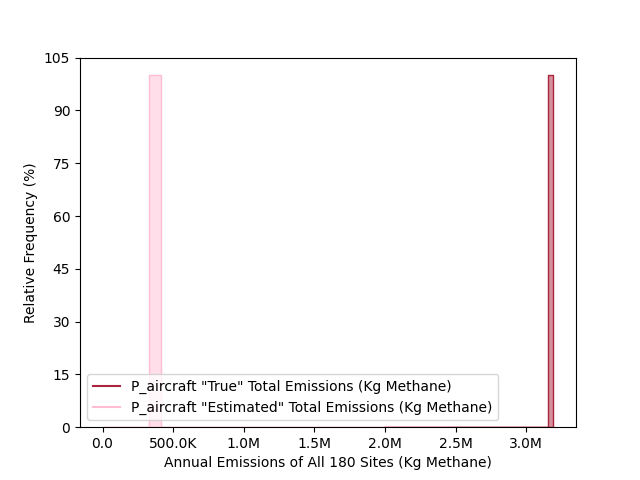 105
90
75
60
45
30
15
0
Relative Frequency (%)
P_aircraft "True" Total Emissions (Kg Methane)
P_aircraft "Estimated" Total Emissions (Kg Methane)
0.0 500.0K 1.0M 1.5M 2.0M 2.5M 3.0M
Annual Emissions of All 180 Sites (Kg Methane)